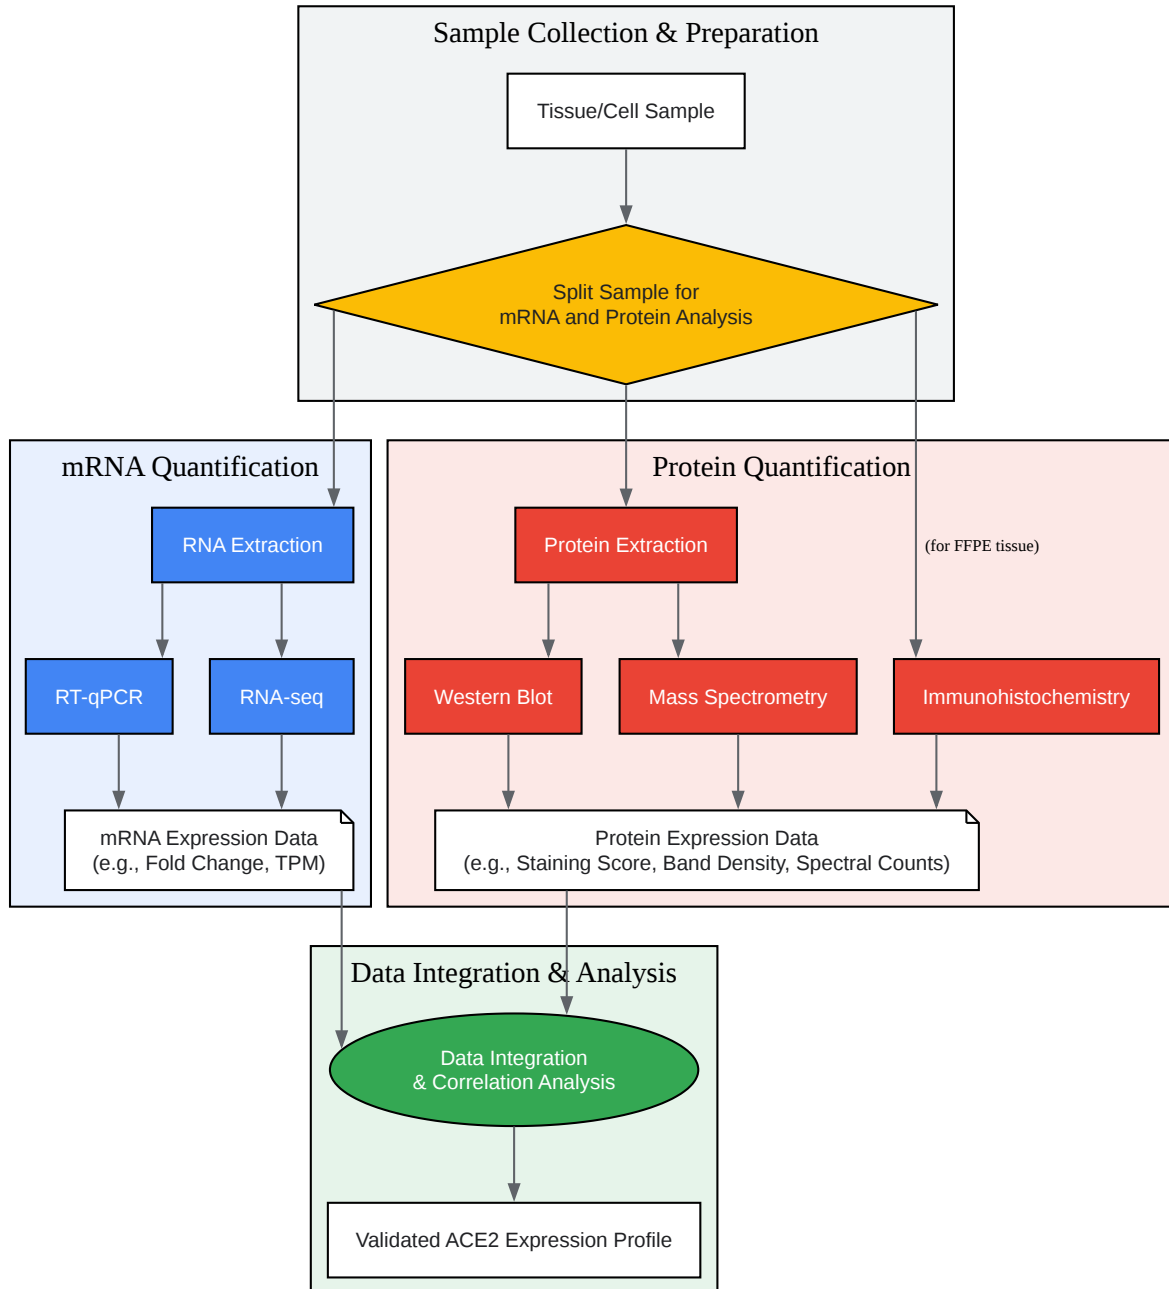 Sample Collection & Preparation
Tissue/Cell Sample
Split Sample for
mRNA and Protein Analysis
mRNA Quantification
Protein Quantification
RNA Extraction
Protein Extraction
(for FFPE tissue)
RT-qPCR
RNA-seq
Western Blot
Mass Spectrometry
Immunohistochemistry
mRNA Expression Data
(e.g., Fold Change, TPM)
Protein Expression Data
(e.g., Staining Score, Band Density, Spectral Counts)
Data Integration & Analysis
Data Integration
& Correlation Analysis
Validated ACE2 Expression Profile